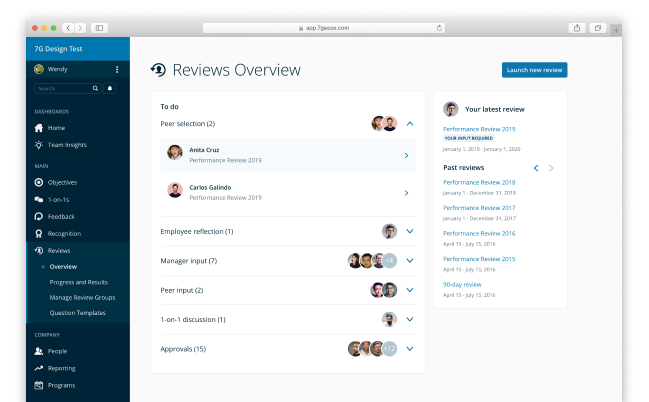 app.7geese.com
7G Design Test
Wendy
Search
DASHBOARDS
Home
Team Insights
MAIN
Objectives
1-on-1s
Feedback
Recognition
Reviews
Overview
Progress and Results
Manage Review Groups
Question Templates
COMPANY
People
Reporting
Programs
Reviews Overview
Launch new review
To do
Peer selection (2)
Anita Cruz
Performance Review 2019
Carlos Galindo
Performance Review 2019
Employee reflection (1)
Manager input (7)
+4
Peer input (2)
1-on-1 discussion (1)
Approvals (15)
+12
Your latest review
Performance Review 2019
YOUR INPUT REQUIRED
January 1, 2019 - January 1, 2020
Past reviews
Performance Review 2018
January 1 - December 31, 2018
Performance Review 2017
January 1 - December 31, 2017
Performance Review 2016
April 15 - July 15, 2016
Performance Review 2015
April 15 - July 15, 2016
90-day review
April 15 - July 15, 2016